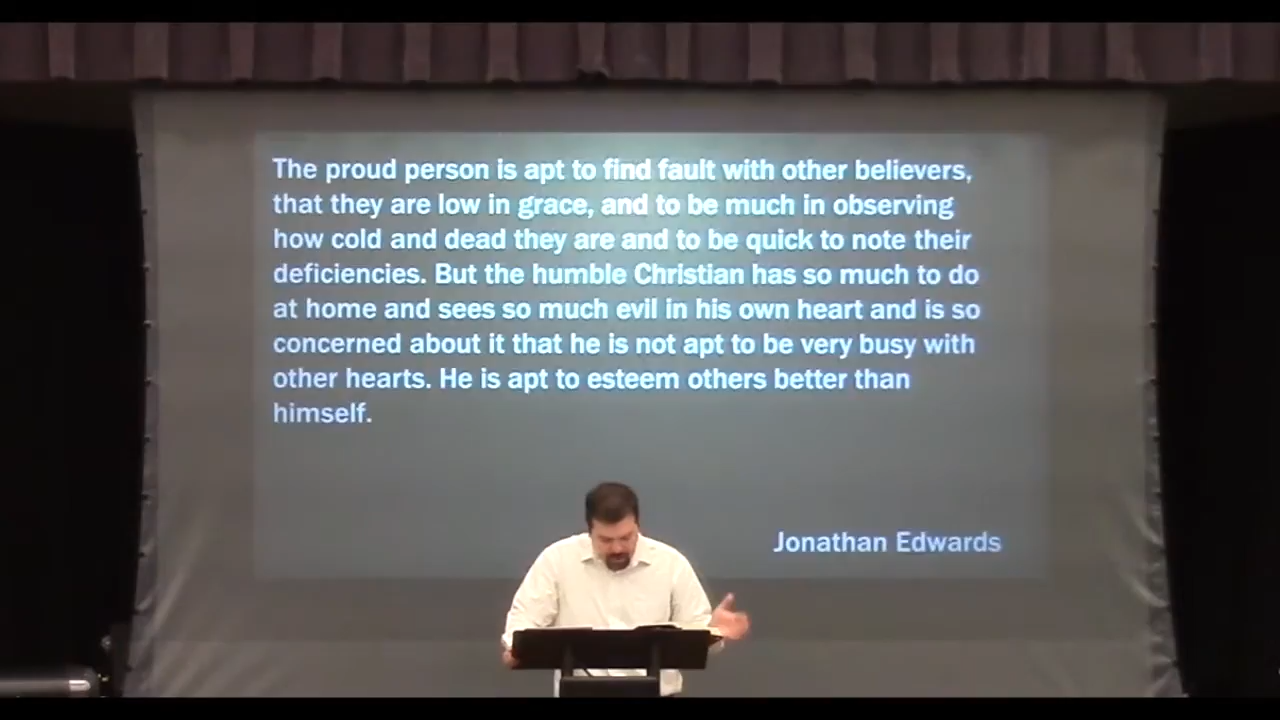 The proud person is apt to find fault with other believers,
that they are low in grace, and to be much in observing
how cold and dead they are and to be quick to note their
deficiencies. But the humble Christian has so much to do
at home and sees so much evil in his own heart and is so
concerned about it that he is not apt to be very busy with
other hearts. He is apt to esteem others better than
himself.
Jonathan Edwards